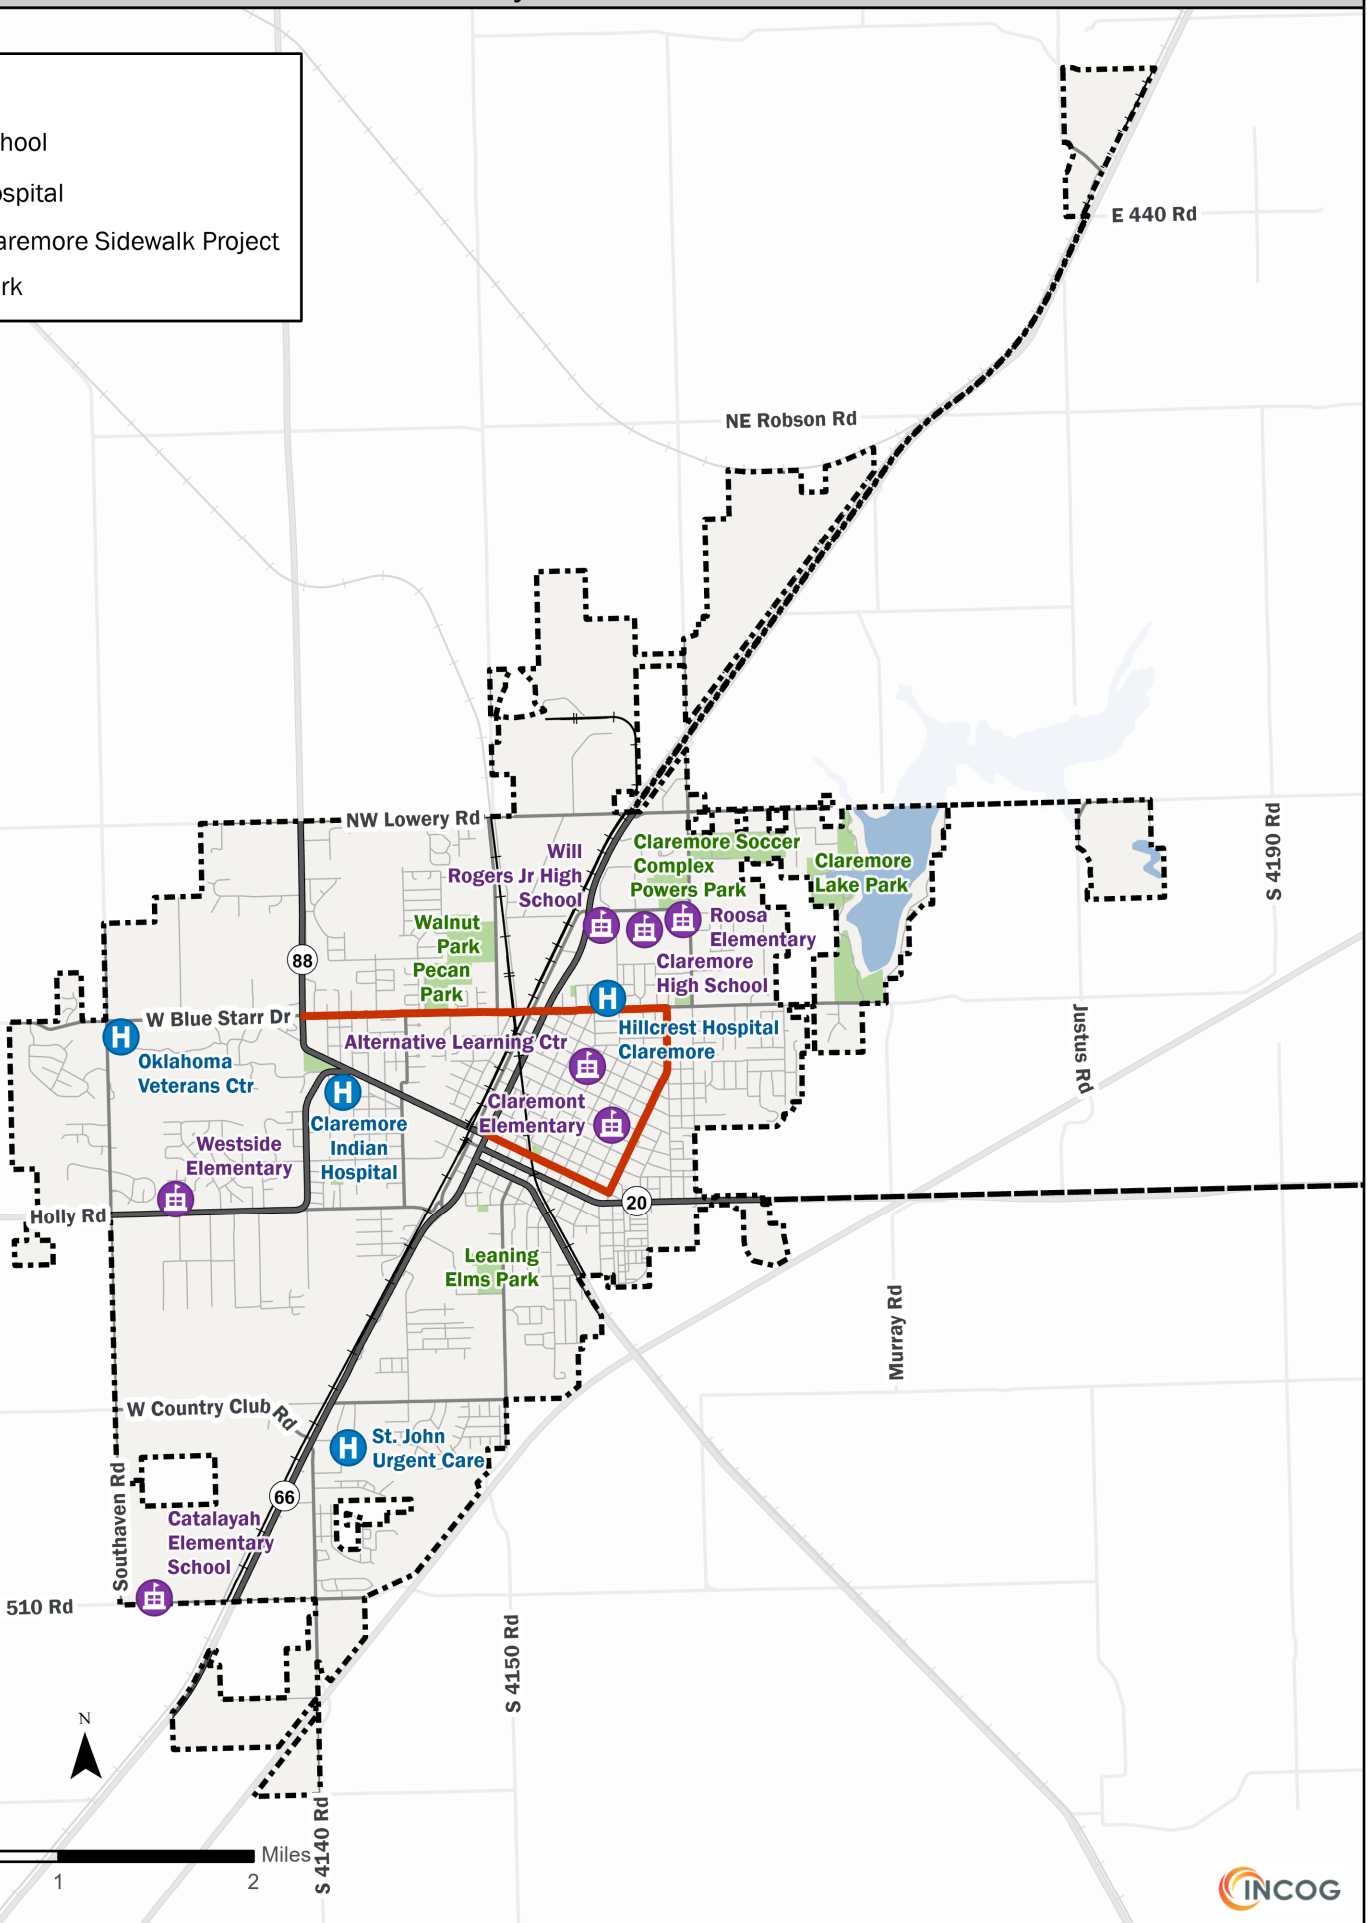 hool
ospital
aremore Sidewalk Project
rk
E 440 Rd
NE Robson Rd
NW Lowery Rd
S 4190 Rd
Will
Rogers Jr High
School
Claremore Soccer
Complex
Powers Park
Claremore
Lake Park
Walnut
Park
Pecan
Park
Roosa
Elementary
Claremore
High School
88
W Blue Starr Dr
H
H
Hillcrest Hospital
Claremore
Alternative Learning Ctr
Oklahoma
Veterans Ctr
H
Claremore
Indian
Hospital
Claremont
Elementary
Justus Rd
Westside
Elementary
Holly Rd
20
Leaning
Elms Park
Murray Rd
W Country Club Rd
H
St. John
Urgent Care
66
Southaven Rd
Catalayah
Elementary
School
510 Rd
S 4150 Rd
N
S 4140 Rd
Miles
1
2
INCOG